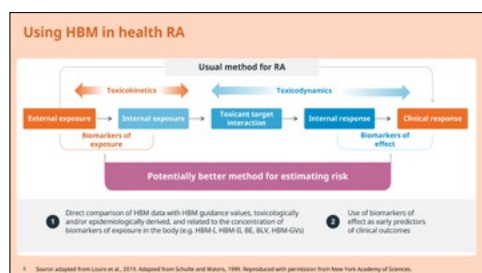 Using HBM in health RA
Usual method for RA
Toxicokinetics
Toxicodynamics
External exposure
Internal exposure
Toxicant target
interaction
Internal response
Clinical response
Biomarkers of
exposure
Biomarkers of
effect
Potentially better method for estimating risk
1
Direct comparison of HBM data with HBM guidance values, toxicologically
and/or epidemiologically derived, and related to the concentration of
biomarkers of exposure in the body (e.g. HBM-I, HBM-II, BE, BLV, HBM-GVs)
2
Use of biomarkers of
effect as early predictors
of clinical outcomes
Source: adapted from Louro et al., 2019. Adapted from Schulte and Waters, 1999. Reproduced with permission from New York Academy of Sciences.